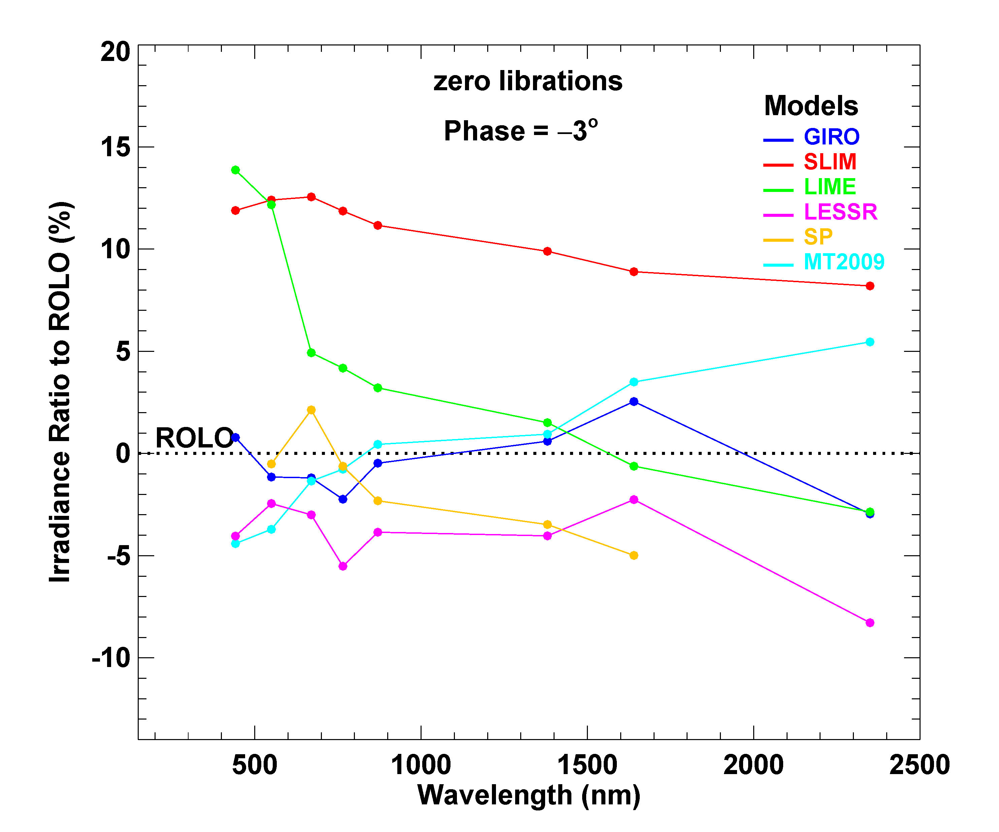 zero librations
Phase = −3°
Models
GIRO
SLIM
LIME
LESSR
SP
MT2009
Irradiance Ratio to ROLO (%)
20
15
10
5
0
-5
-10
ROLO
500 1000 1500 2000 2500
Wavelength (nm)